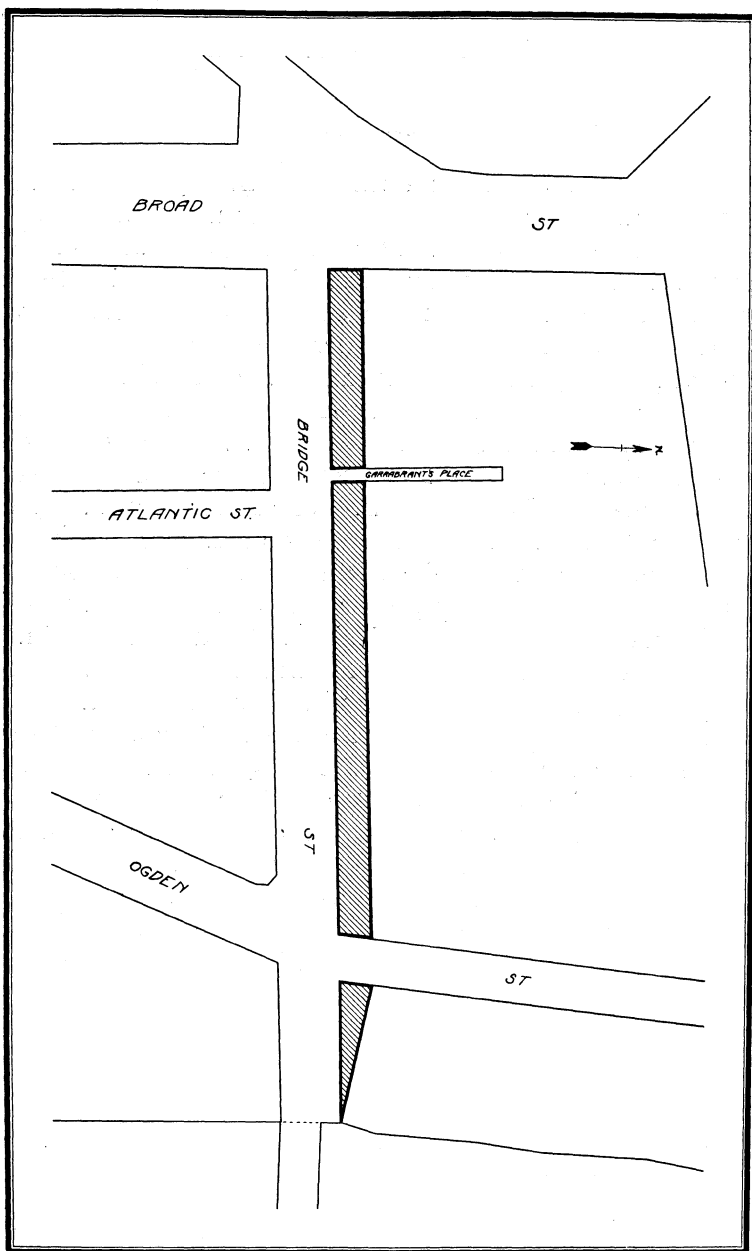 BROAD
ST
BRIDGE
GARRABRANT'S PLACE
N
ATLANTIC ST.
ST
OGDEN
ST